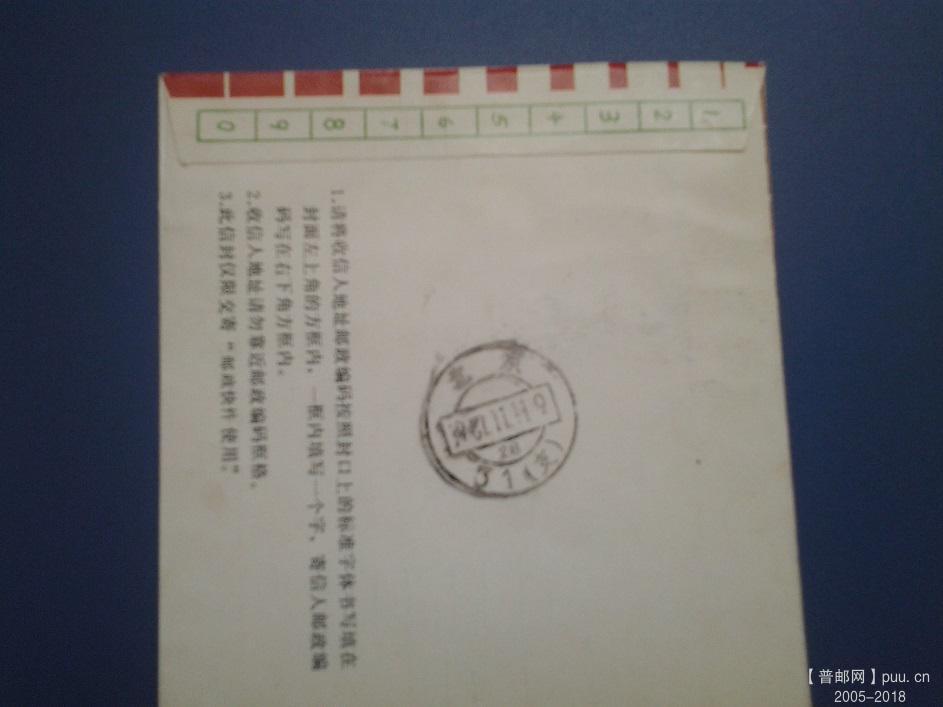 1 2 3 4 5 6 7 8 9 0
1.请将收信人地址邮政编码按照封口上的标准字体书写填在
封面左上角的方框内，一框内填写一个字，寄信人邮政编
码写在右下角方框内。
2.收信人地址请勿靠近邮政编码框格。
3.此信封仅限交寄“邮政快件使用”
51(支)
【普邮网】puu.cn
2005-2018